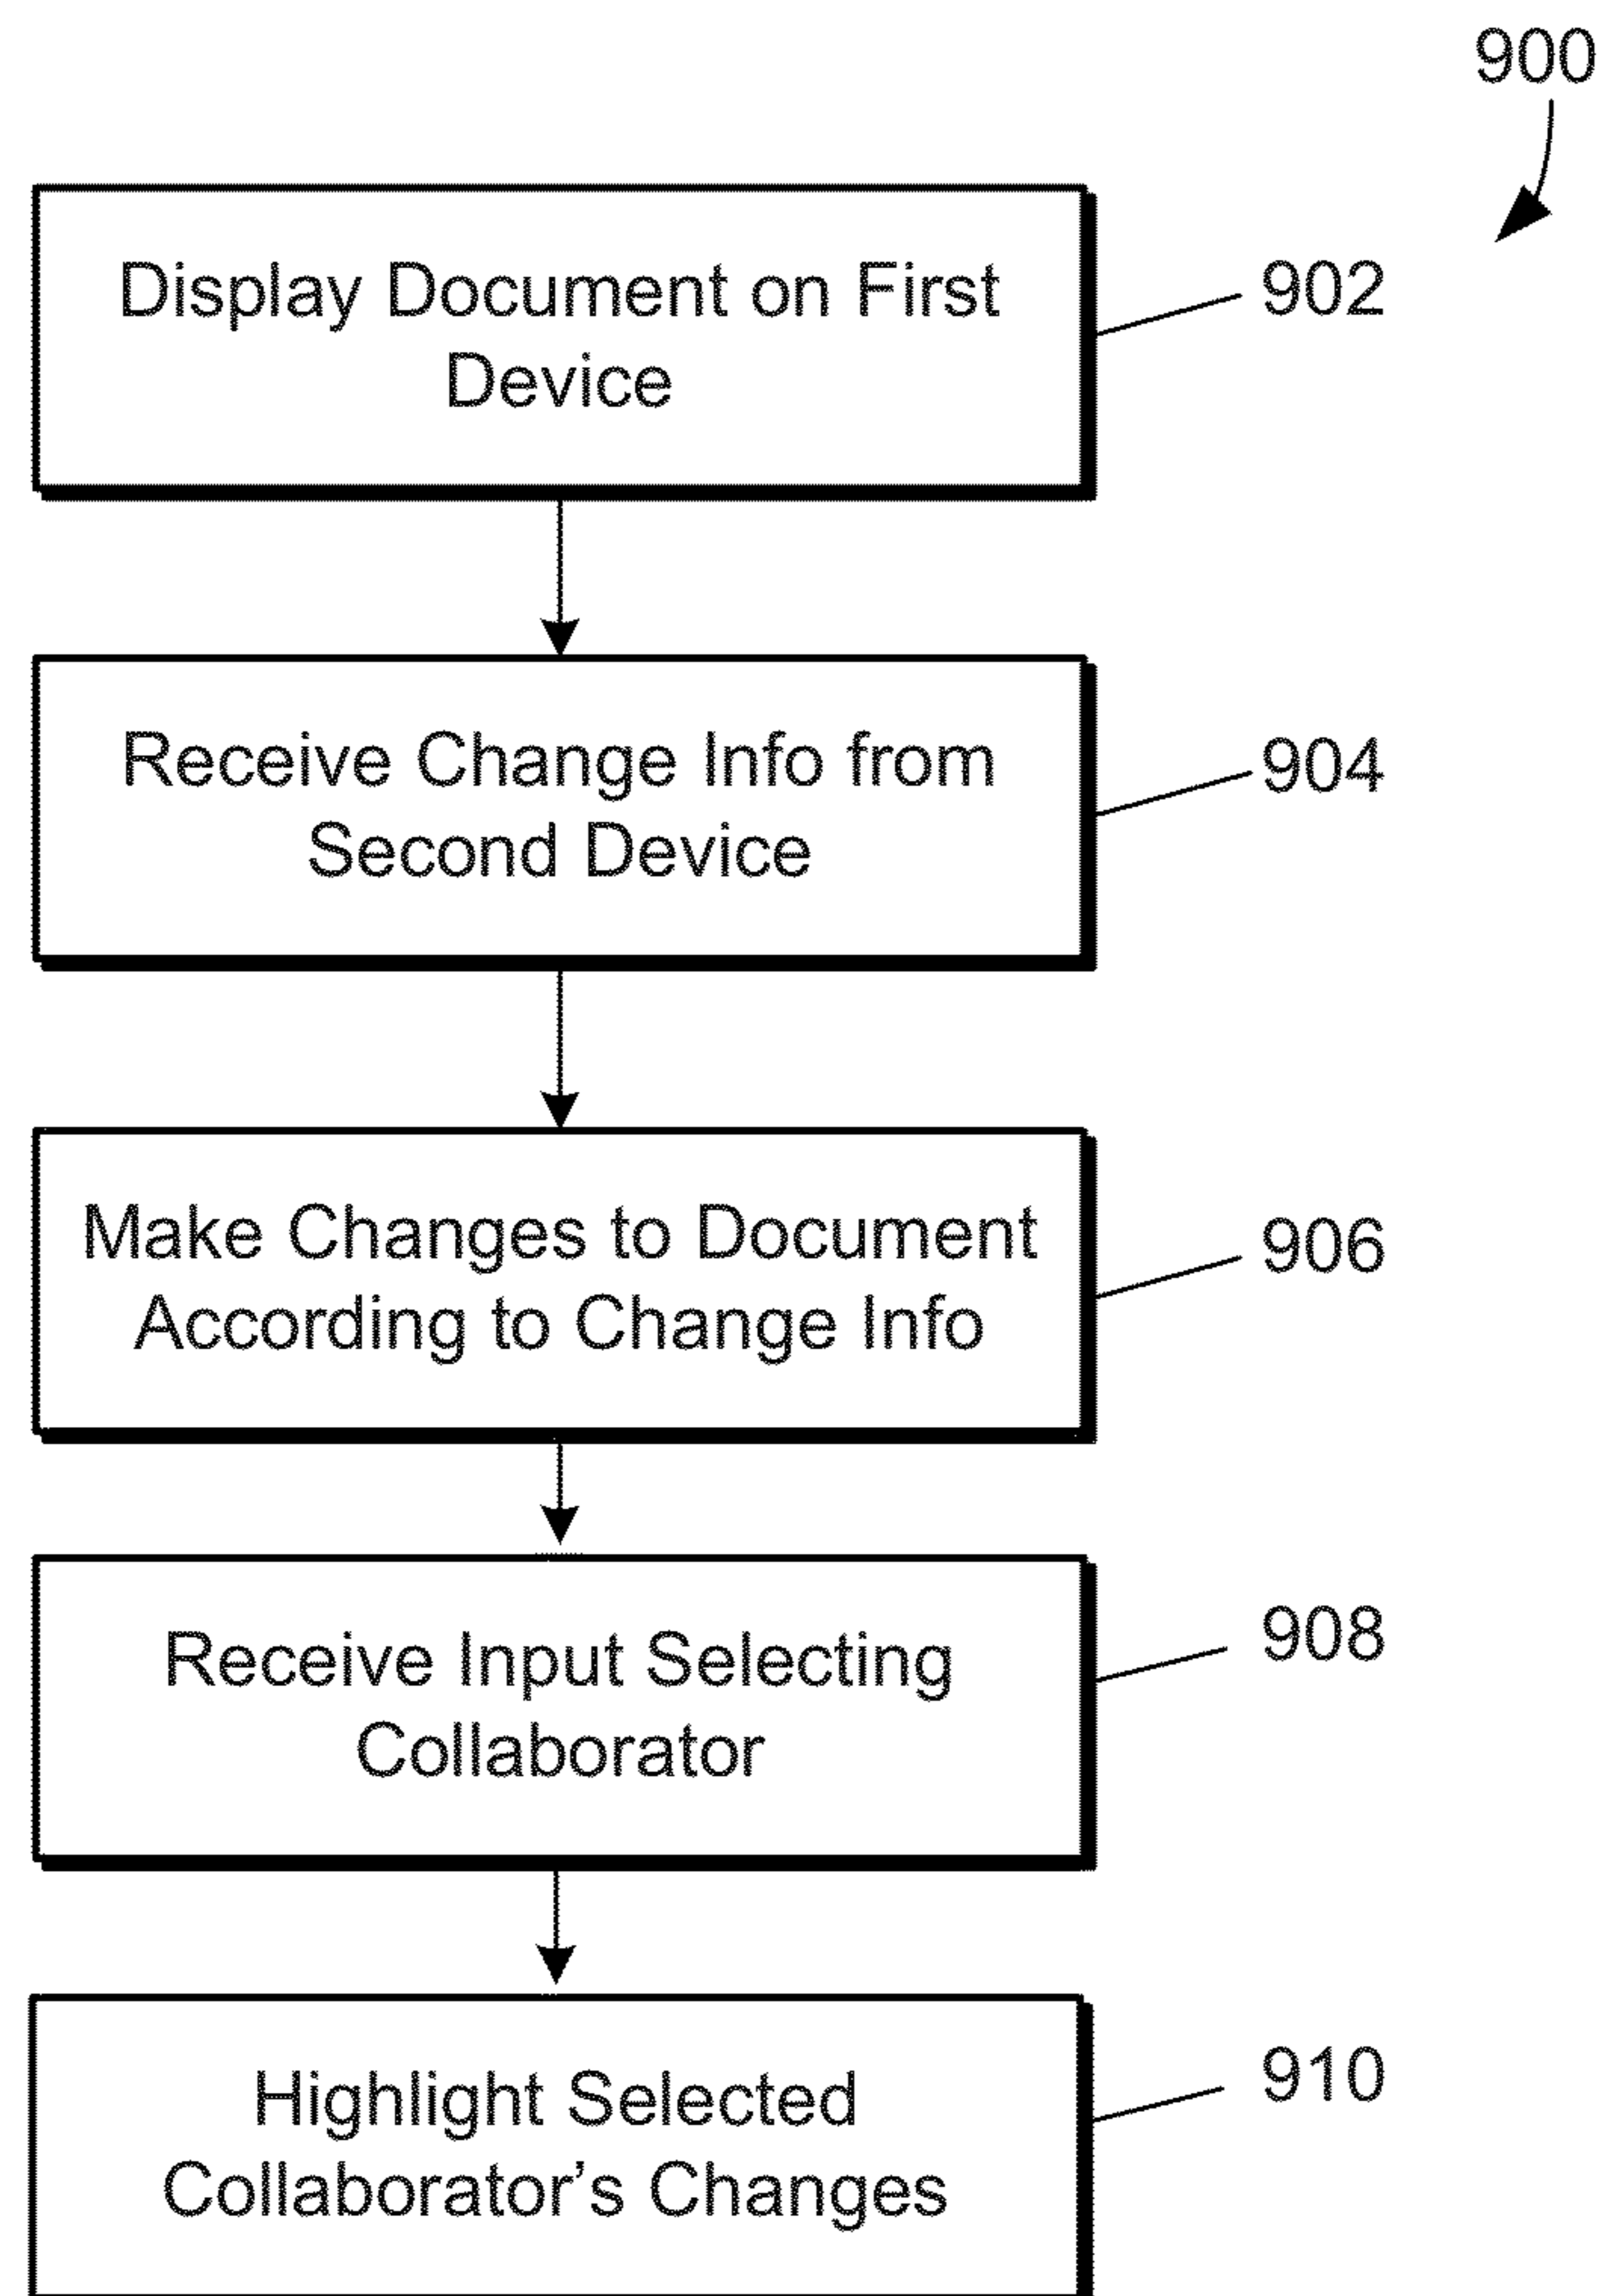 900
Display Document on First
Device
902
Receive Change Info from
Second Device
904
Make Changes to Document
According to Change Info
906
Receive Input Selecting
Collaborator
908
Highlight Selected
Collaborator’s Changes
910